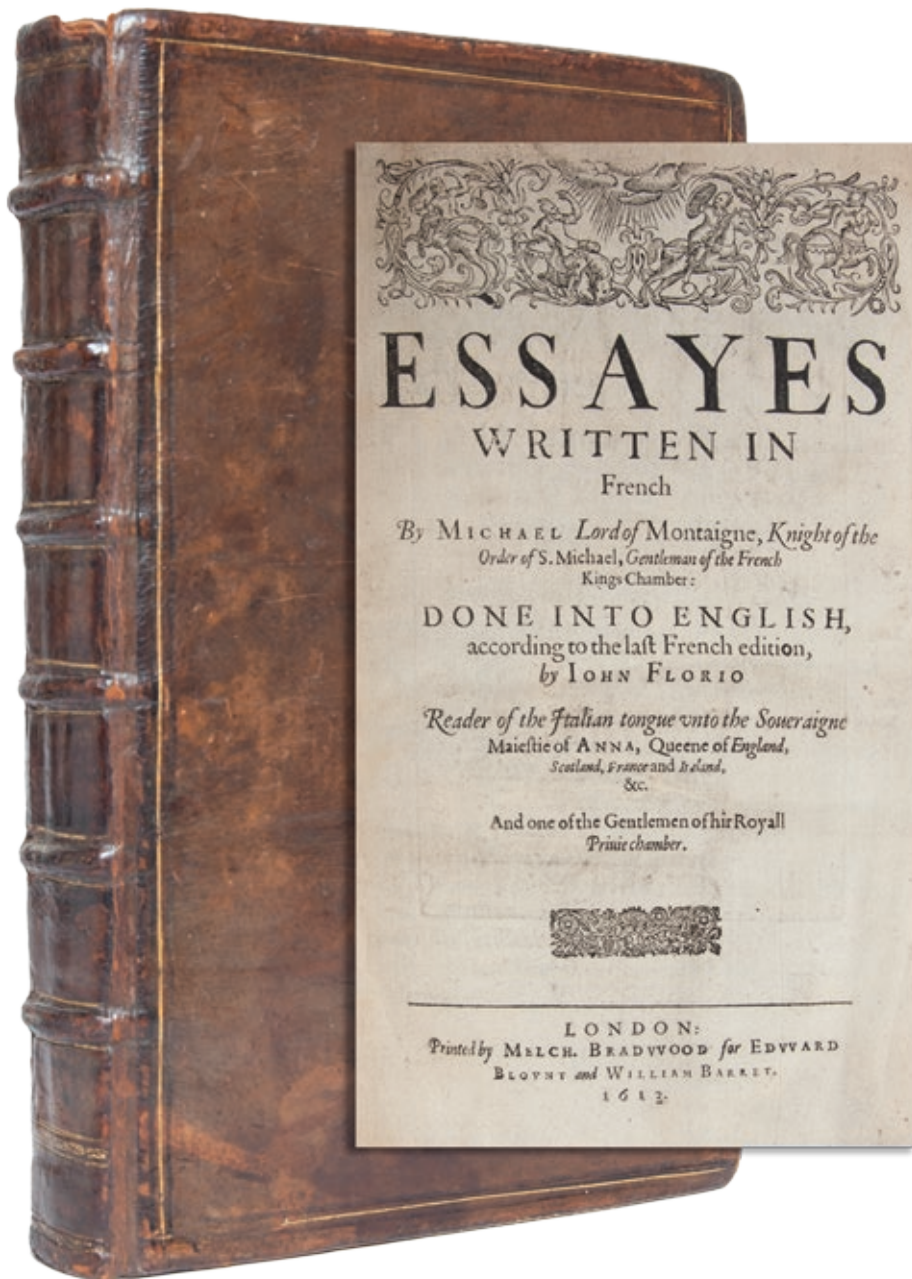 ESSAYES
WRITTEN IN
French
By MICHAEL Lord of Montaigne, Knight of the
Order of S. Michael, Gentleman of the French
Kings Chamber:
DONE INTO ENGLISH,
according to the laſt French edition,
by IOHN FLORIO
Reader of the Italian tongue vnto the Soueraigne
Maieſtie of ANNA, Queene of England,
Scotland, France and Ireland,
&c.
And one of the Gentlemen of hir Royall
Priuie chamber.
LONDON:
Printed by MELCH. BRADVVOOD for EDVVARD
BLOVNT and WILLIAM BARRET.
1613.